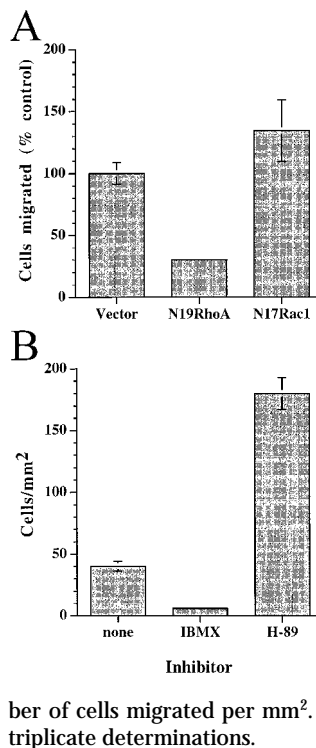 A
Cells migrated (% control)
200
150
100
50
0
Vector N19RhoA N17Rac1
B
Cells/mm²
200
150
100
50
0
none IBMX H-89
Inhibitor
ber of cells migrated per mm².
triplicate determinations.